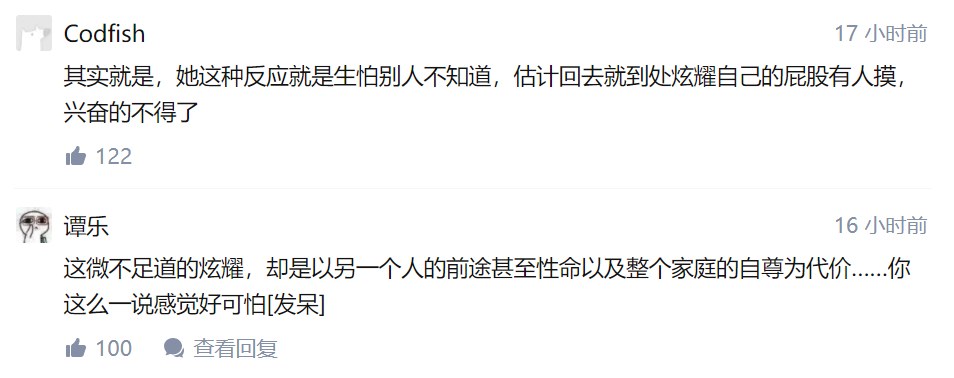 Codfish
17 小时前
其实就是，她这种反应就是生怕别人不知道，估计回去就到处炫耀自己的屁股有人摸，
兴奋的不得了
122
谭乐
16 小时前
这微不足道的炫耀，却是以另一个人的前途甚至性命以及整个家庭的自尊为代价......你
这么一说感觉好可怕[发呆]
100 查看回复